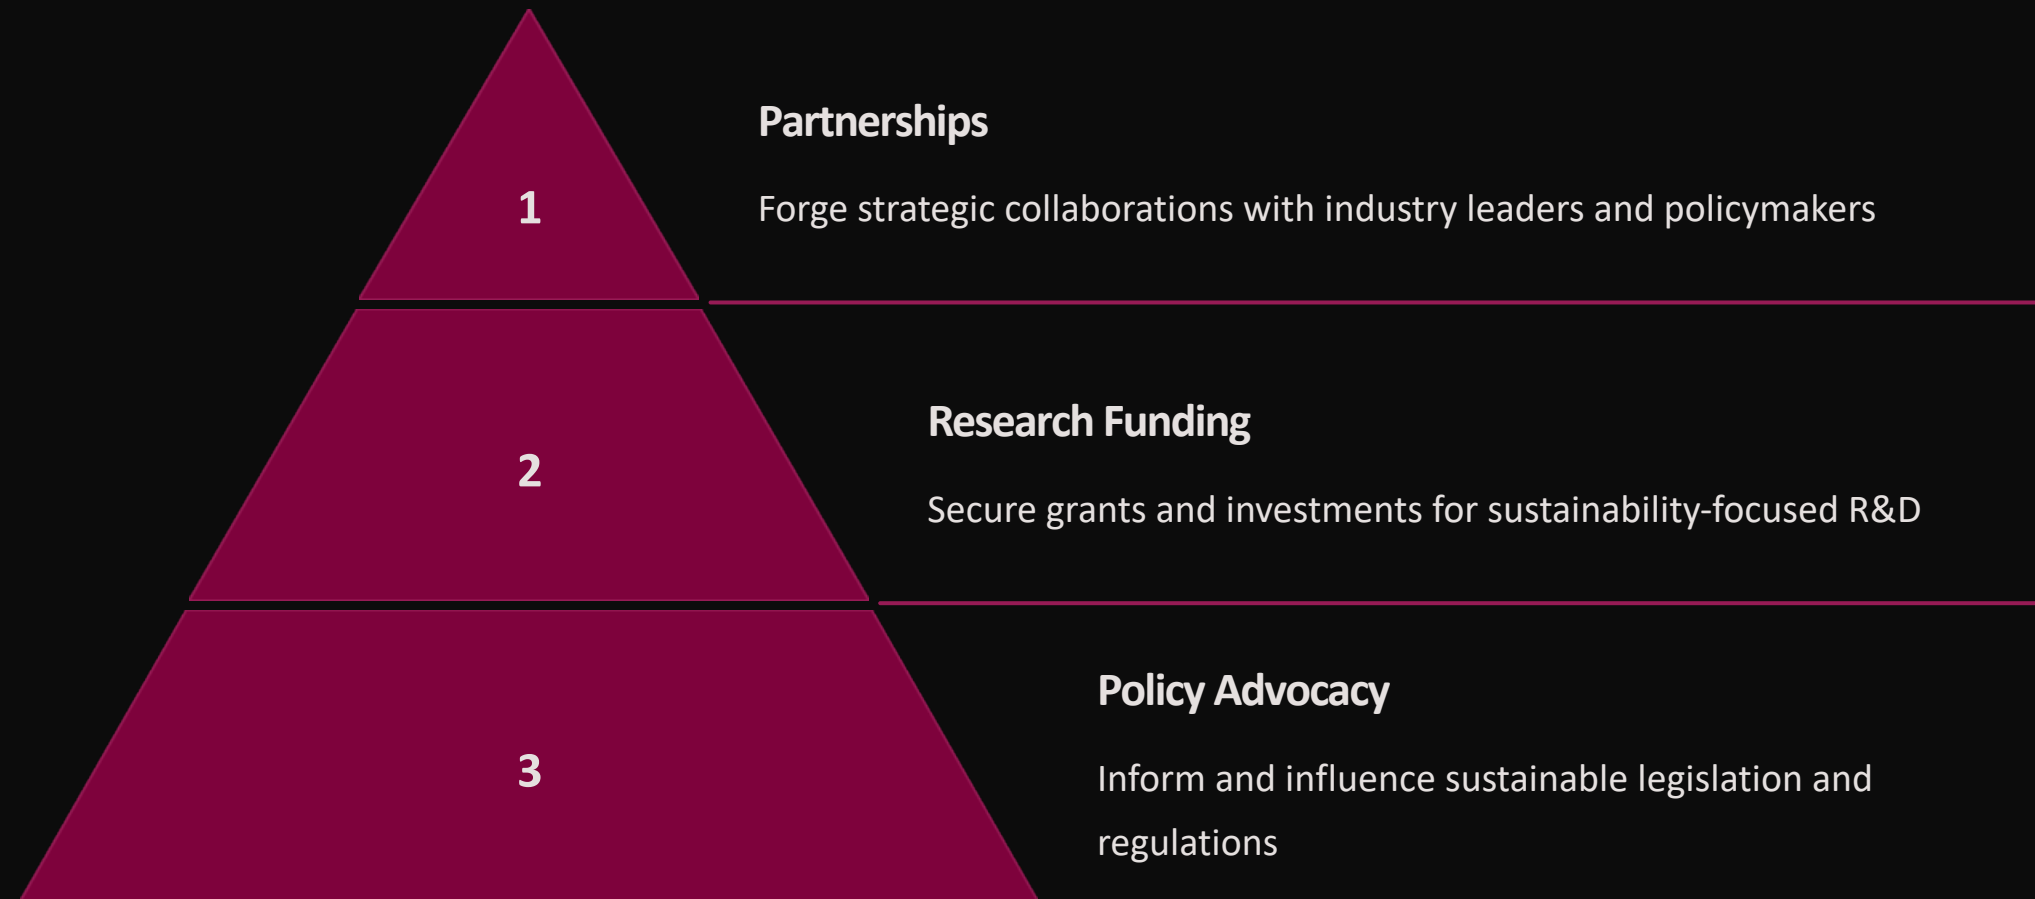 1
Partnerships
Forge strategic collaborations with industry leaders and policymakers
2
Research Funding
Secure grants and investments for sustainability-focused R&D
3
Policy Advocacy
Inform and influence sustainable legislation and
regulations